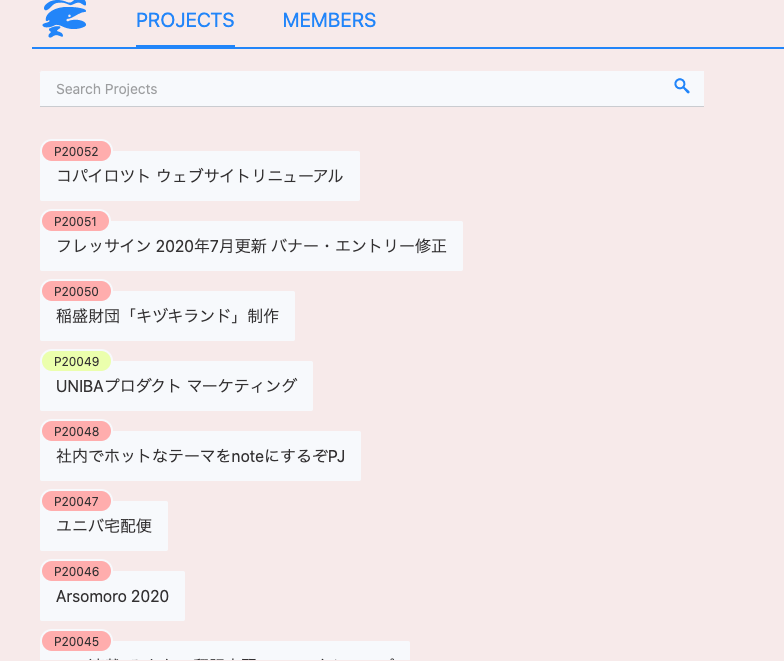 PROJECTS MEMBERS
Search Projects
P20052
コパイロツト ウェブサイトリニューアル
P20051
フレッサイン 2020年7月更新 バナー・エントリー修正
P20050
稲盛財団「キヅキランド」制作
P20049
UNIBAプロダクト マーケティング
P20048
社内でホットなテーマをnoteにするぞPJ
P20047
ユニバ宅配便
P20046
Arsomoro 2020
P20045